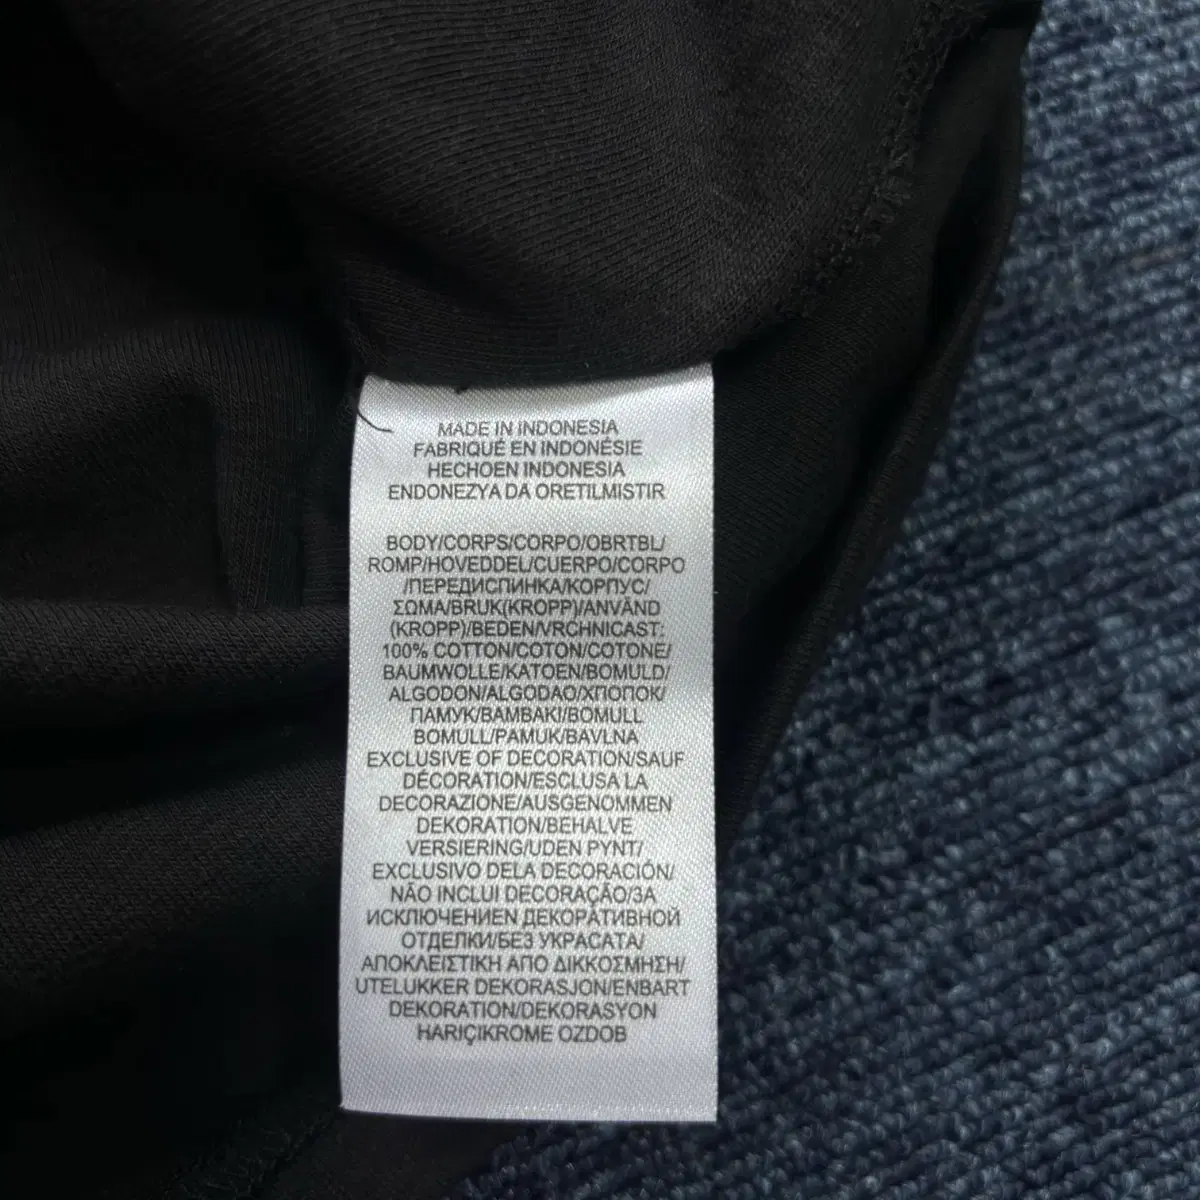 MADE IN INDONESIA
FABRIQUÉ EN INDONÉSIE
HECHOEN INDONESIA
ENDONEZYA DA ORETILMISTIR
BODY/CORPS/CORPO/OBRTBL/
ROMP/HOVEDDEL/CUERPO/CORPO
/ПЕРЕДИСПИНКА/КОРПУС/
ΣΩMA/BRUK(KROPP)/ANVÄND
(KROPP)/BEDEN/VRCHNICAST:
100% COTTON/COTON/COTONE/
BAUMWOLLE/KATOEN/BOMULD/
ALGODON/ALGODAO/ХПОПОК/
ПАМУК/BAMBAKI/BOMULL
BOMULL/PAMUK/BAVLNA
EXCLUSIVE OF DECORATION/SAUF
DÉCORATION/ESCLUSA LA
DECORAZIONE/AUSGENOMMEN
DEKORATION/BEHALVE
VERSIERING/UDEN PYNT/
EXCLUSIVO DELA DECORACIÓN/
NÃO INCLUI DECORAÇÃO/ЗА
ИСКЛЮЧЕНИЕN ДЕКОРАТИВНОЙ
ОТДЕЛКИ/БЕЗ УКРАСАТА/
ΑΠΟΚΛΕΙΣΤΙΚΗ ΑΠΟ ΔΙΚΚΟΣΜΗΣΗ/
UTELUKKER DEKORASJON/ENBART
DEKORATION/DEKORASYON
HARIÇIKROME OZDOB